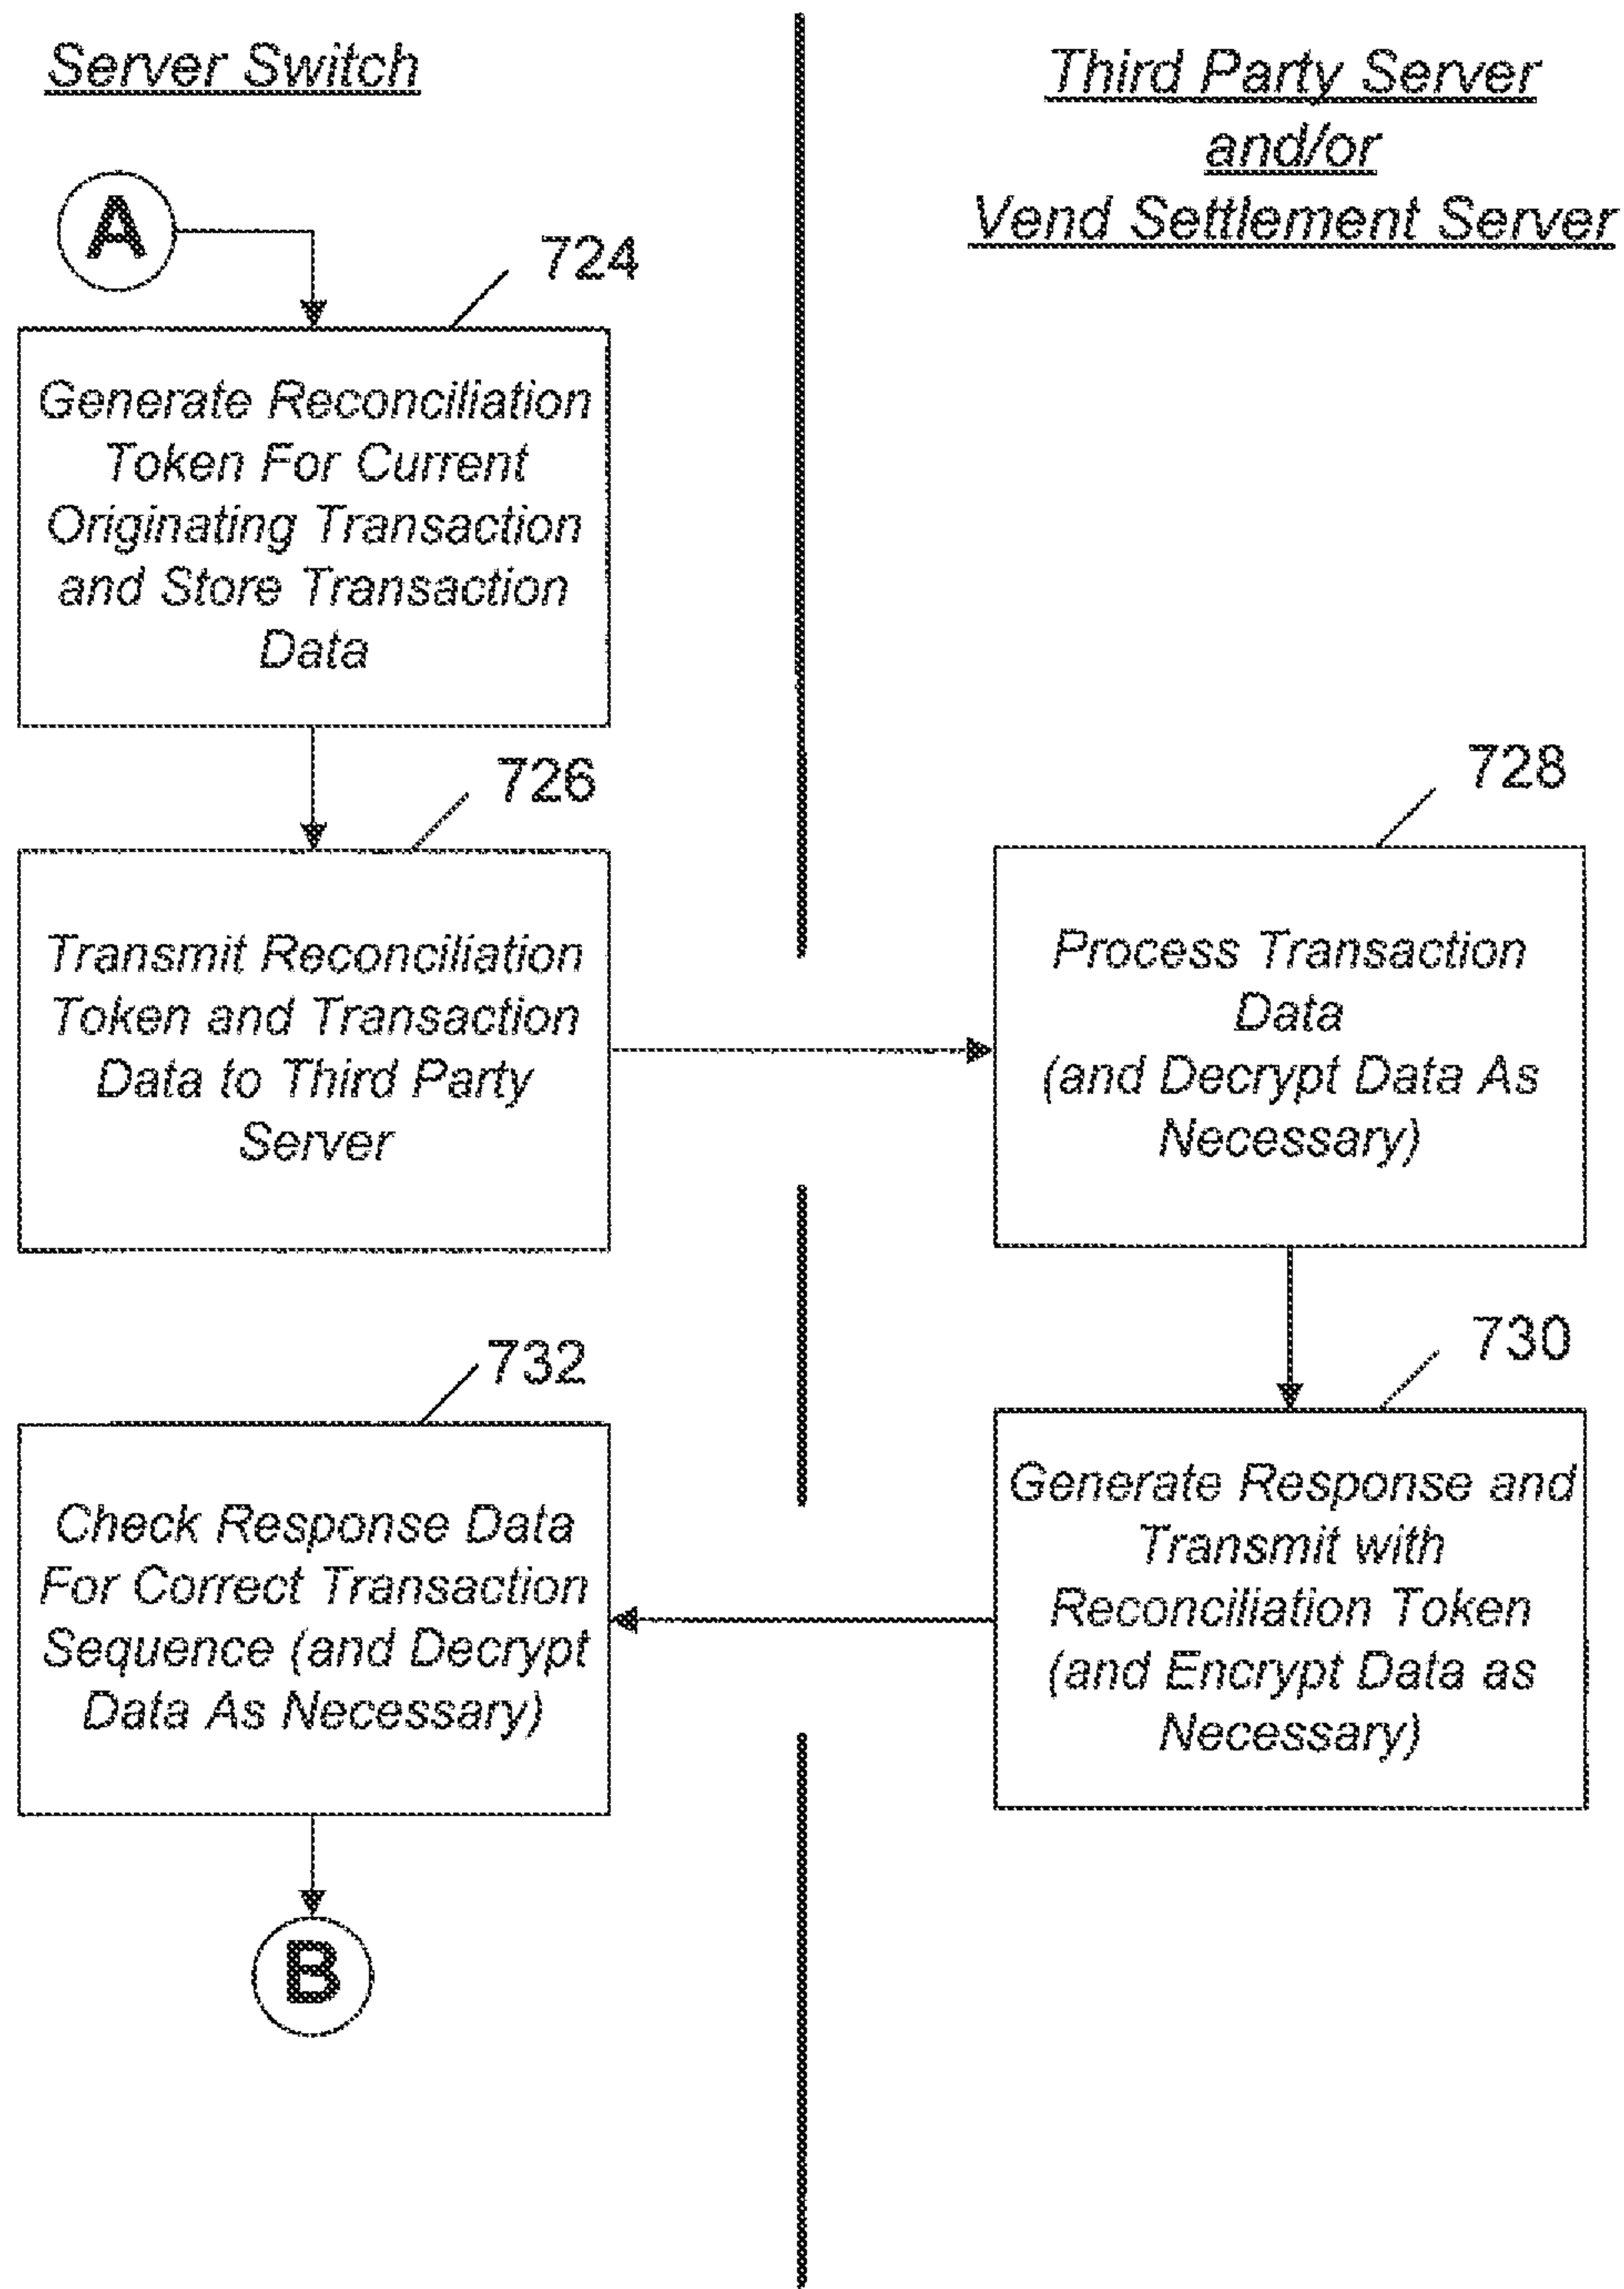 Server Switch
Third Party Server
and/or
Vend Settlement Server
A
724
Generate Reconciliation
Token For Current
Originating Transaction
and Store Transaction
Data
726
Transmit Reconciliation
Token and Transaction
Data to Third Party
Server
728
Process Transaction
Data
(and Decrypt Data As
Necessary)
730
Generate Response and
Transmit with
Reconciliation Token
(and Encrypt Data as
Necessary)
732
Check Response Data
For Correct Transaction
Sequence (and Decrypt
Data As Necessary)
B